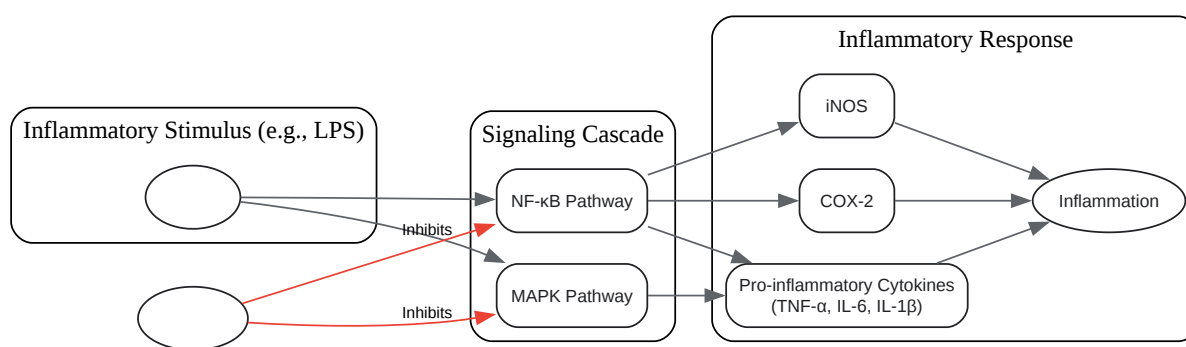 Inflammatory Response
iNOS
Inflammatory Stimulus (e.g., LPS)
Signaling Cascade
NF-κB Pathway
COX-2
Inflammation
Inhibits
MAPK Pathway
Pro-inflammatory Cytokines
(TNF-α, IL-6, IL-1β)
Inhibits